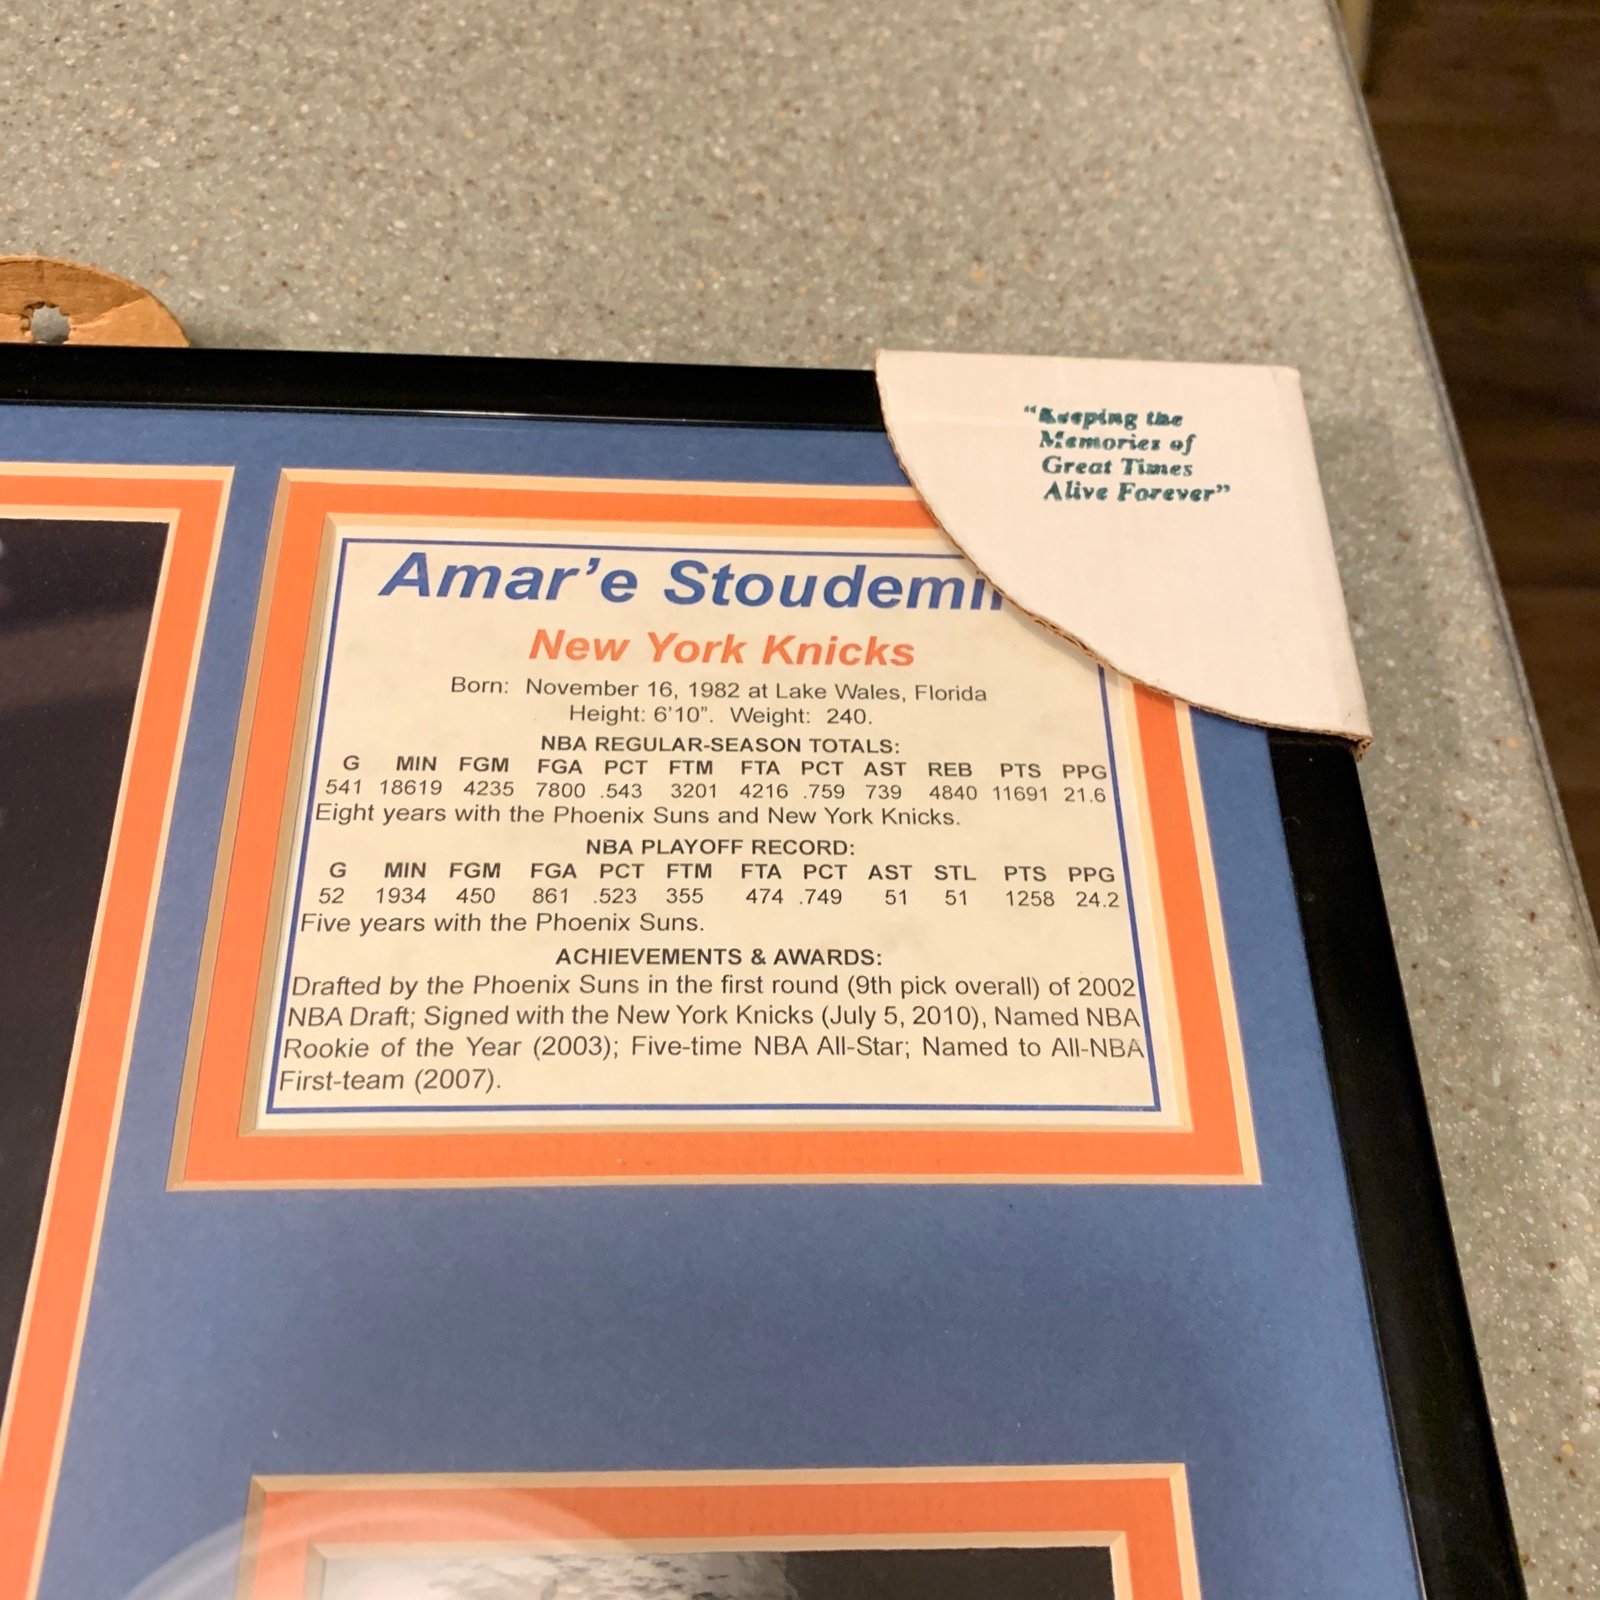 "Keeping the
Memories of
Great Times
Alive Forever"
Amar'e
New York Knicks
Born: November 16, 1982 at Lake Wales, Florida
Height: 6'10". Weight: 240.
NBA REGULAR-SEASON TOTALS:
G MIN FGM FGA PCT FTM FTA PCT AST REB PTS PPG
541 18619 4235 7800 .543 3201 4216 .759 739 4840 11691 21.6
Eight years with the Phoenix Suns and New York Knicks.
NBA PLAYOFF RECORD:
G MIN FGM FGA PCT FTM FTA PCT AST STL PTS PPG
52 1934 450 861 .523 355 474 .749 51 51 1258 24.2
Five years with the Phoenix Suns.
ACHIEVEMENTS & AWARDS:
Drafted by the Phoenix Suns in the first round (9th pick overall) of 2002
NBA Draft; Signed with the New York Knicks (July 5, 2010), Named NBA
Rookie of the Year (2003); Five-time NBA All-Star; Named to All-NBA
First-team (2007).